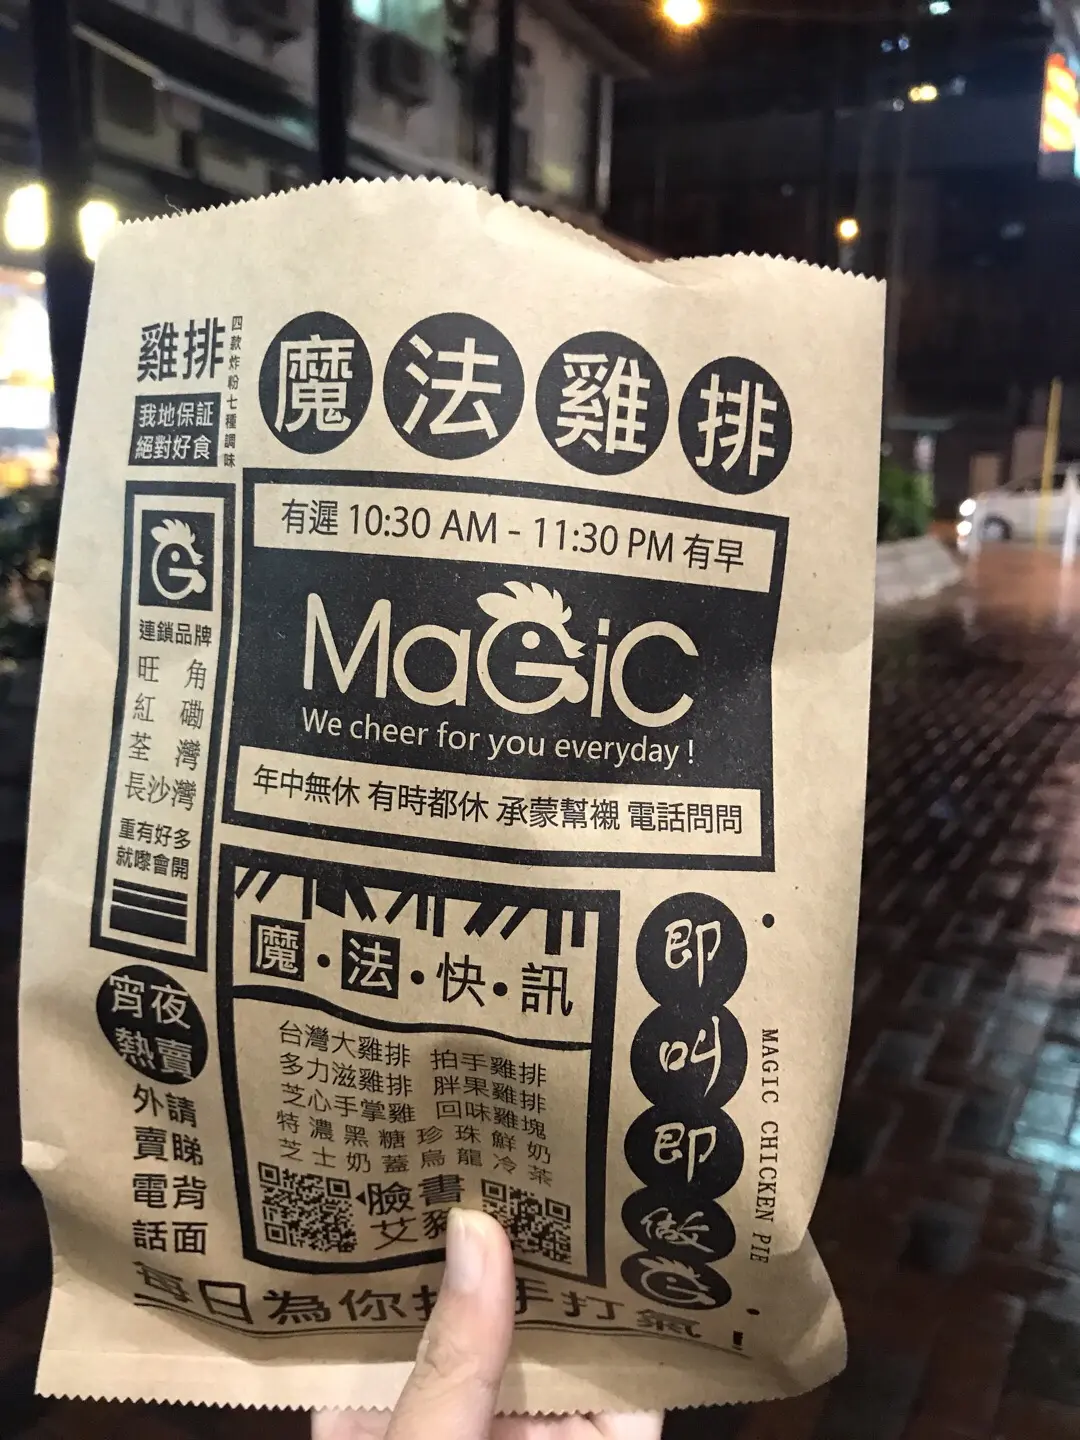 雞排
四款炸粉七種調味
我地保証
絕對好食
魔法雞排
有遲 10:30 AM - 11:30 PM 有早
MaGiC
We cheer for you everyday !
年中無休 有時都休 承蒙幫襯 電話問問
連鎖品牌
旺角
紅磡
荃灣
長沙灣
重有好多
就嚟會開
宵夜
熱賣
外請
賣睇
電背
話面
魔·法·快·訊
台灣大雞排 拍手雞排
多力滋雞排 胖果雞排
芝心手掌雞 回味雞塊
特濃黑糖珍珠鮮奶
芝士奶蓋烏龍冷茶
臉書
艾
即叫即做
MAGIC CHICKEN PIE
每日為你 手打氣 !